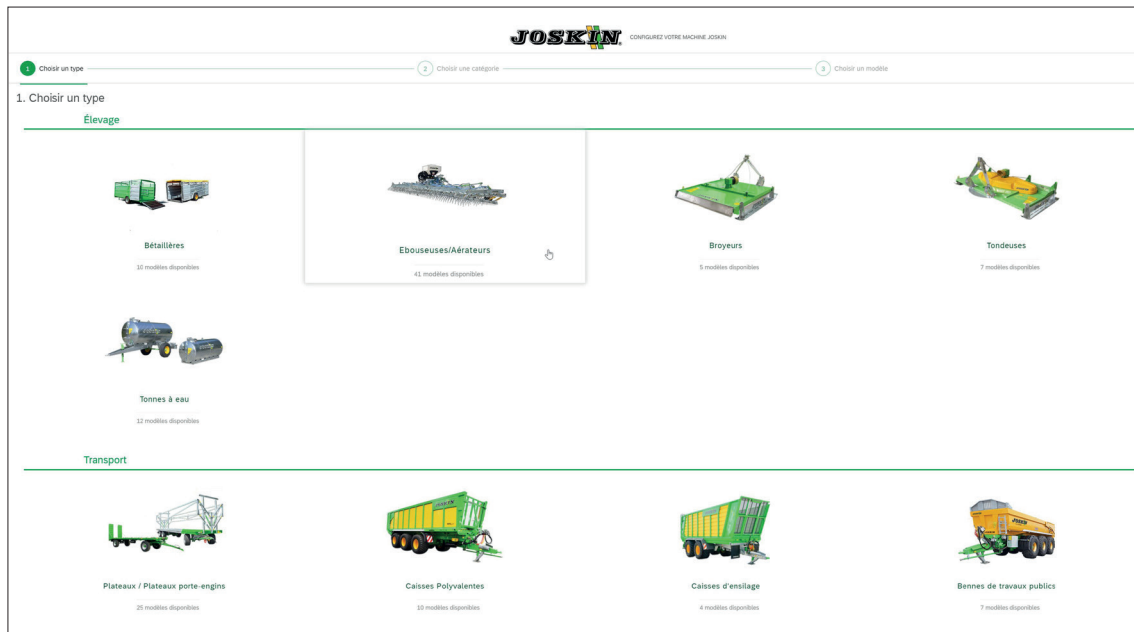 JOSKIN CONFIGUREZ VOTRE MACHINE JOSKIN
1 Choisir un type 2 Choisir une catégorie 3 Choisir un modèle
1. Choisir un type
Élevage
Bétaillères Ebouseuses/Aérateurs Broyeurs Tondeuses
10 modèles disponibles 41 modèles disponibles 5 modèles disponibles 7 modèles disponibles
Tonnes à eau
12 modèles disponibles
Transport
JOSKIN
Plateaux / Plateaux porte-engins Caisses Polyvalentes Caisses d'ensilage Bennes de travaux publics
25 modèles disponibles 10 modèles disponibles 4 modèles disponibles 7 modèles disponibles